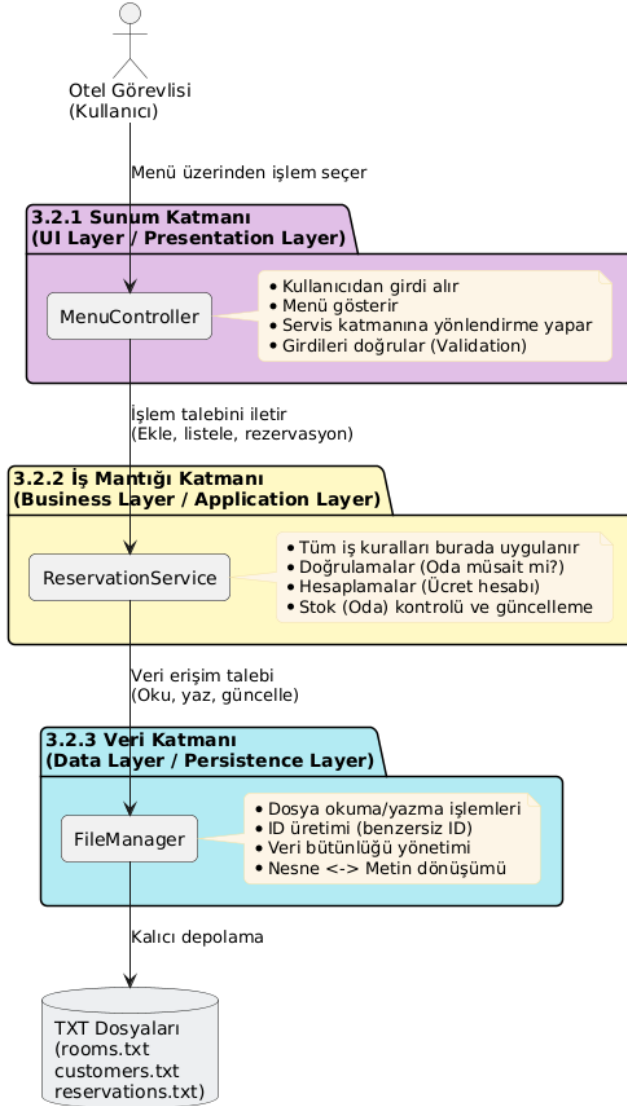 Otel Görevlisi
(Kullanıcı)
Menü üzerinden işlem seçer
3.2.1 Sunum Katmanı
(UI Layer / Presentation Layer)
MenuController
• Kullanıcıdan girdi alır
• Menü gösterir
• Servis katmanına yönlendirme yapar
• Girdileri doğrular (Validation)
İşlem talebini iletir
(Ekle, listele, rezervasyon)
3.2.2 İş Mantığı Katmanı
(Business Layer / Application Layer)
ReservationService
• Tüm iş kuralları burada uygulanır
• Doğrulamalar (Oda müsait mi?)
• Hesaplamalar (Ücret hesabı)
• Stok (Oda) kontrolü ve güncelleme
Veri erişim talebi
(Oku, yaz, güncelle)
3.2.3 Veri Katmanı
(Data Layer / Persistence Layer)
FileManager
• Dosya okuma/yazma işlemleri
• ID üretimi (benzersiz ID)
• Veri bütünlüğü yönetimi
• Nesne <-> Metin dönüşümü
Kalıcı depolama
TXT Dosyaları
(rooms.txt
customers.txt
reservations.txt)